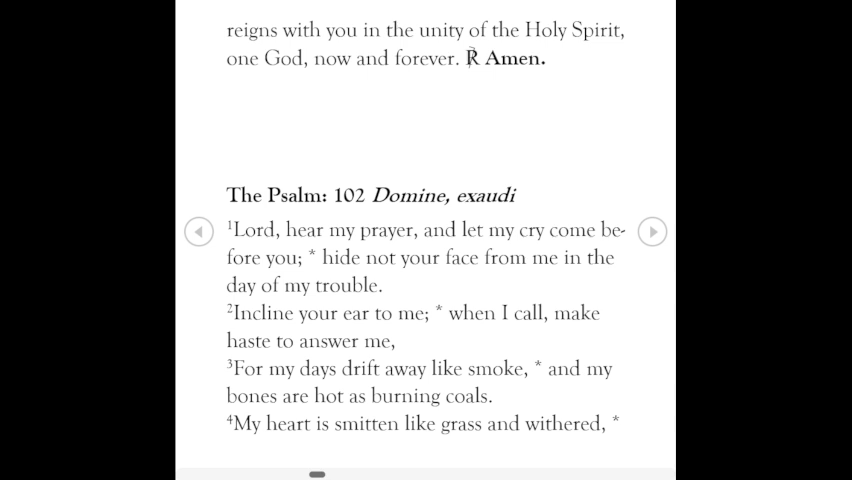 reigns with you in the unity of the Holy Spirit,
one God, now and forever. ℟ Amen.
The Psalm: 102 Domine, exaudi
¹Lord, hear my prayer, and let my cry come be-
fore you; * hide not your face from me in the
day of my trouble.
²Incline your ear to me; * when I call, make
haste to answer me,
³For my days drift away like smoke, * and my
bones are hot as burning coals.
⁴My heart is smitten like grass and withered, *